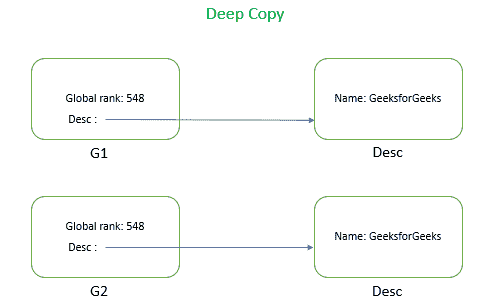 Deep Copy
Global rank: 548
Desc :
G1
Name: GeeksforGeeks
Desc
Global rank: 548
Desc :
G2
Name: GeeksforGeeks
Desc